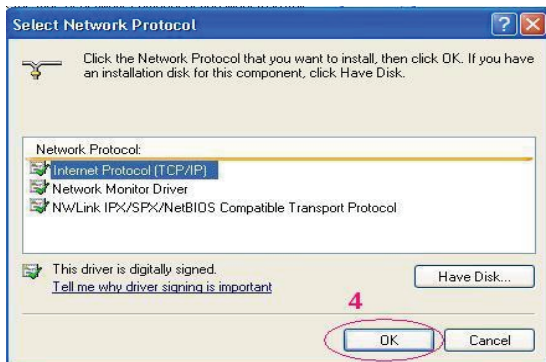 Select Network Protocol
Click the Network Protocol that you want to install, then click OK. If you have
an installation disk for this component, click Have Disk.
Network Protocol:
Internet Protocol (TCP/IP)
Network Monitor Driver
NWLink IPX/SPX/NetBIOS Compatible Transport Protocol
This driver is digitally signed.
Tell me why driver signing is important
Have Disk...
4
OK
Cancel